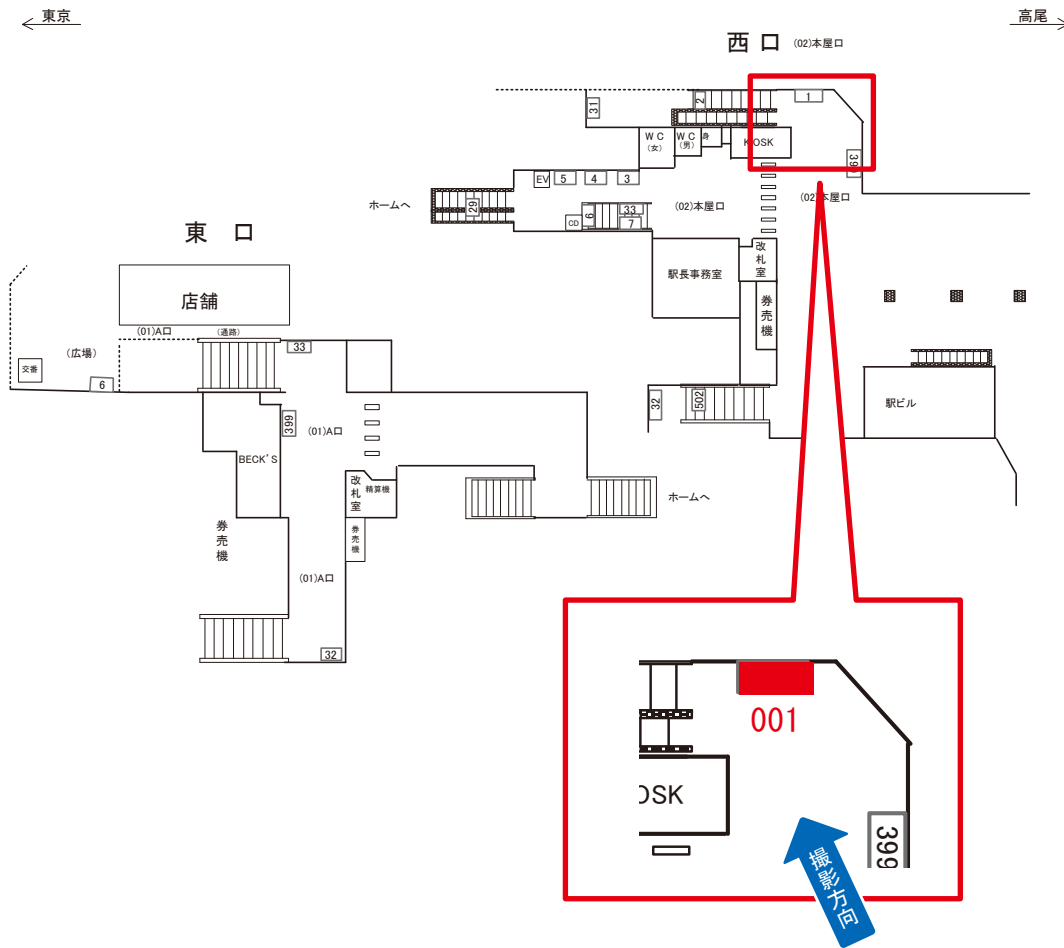 東京
高尾
西口 (02)本屋口
1
2
31
WC
(女)
WC
(男)
身
KIOSK
399
EV
5
4
3
ホームへ
29
(02)本屋口
(02)本屋口
CD
6
33
7
改札室
駅長事務室
券売機
東口
店舗
(01)A口
(通路)
(広場)
33
交番
6
399
(01)A口
BECK'S
32
502
駅ビル
改札室
精算機
ホームへ
券売機
券売機
(01)A口
32
001
OSK
399
撮影方向